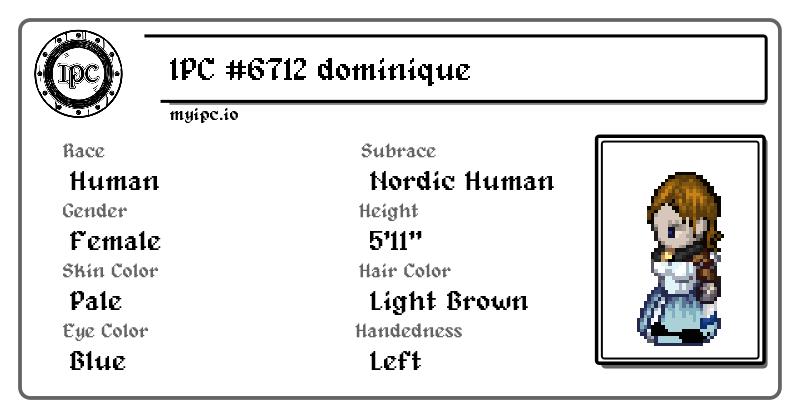 IPC
IPC #6712 dominique
myipc.io
Race
Human
Subrace
Nordic Human
Gender
Female
Height
5'11"
Skin Color
Pale
Hair Color
Light Brown
Eye Color
Blue
Handedness
Left